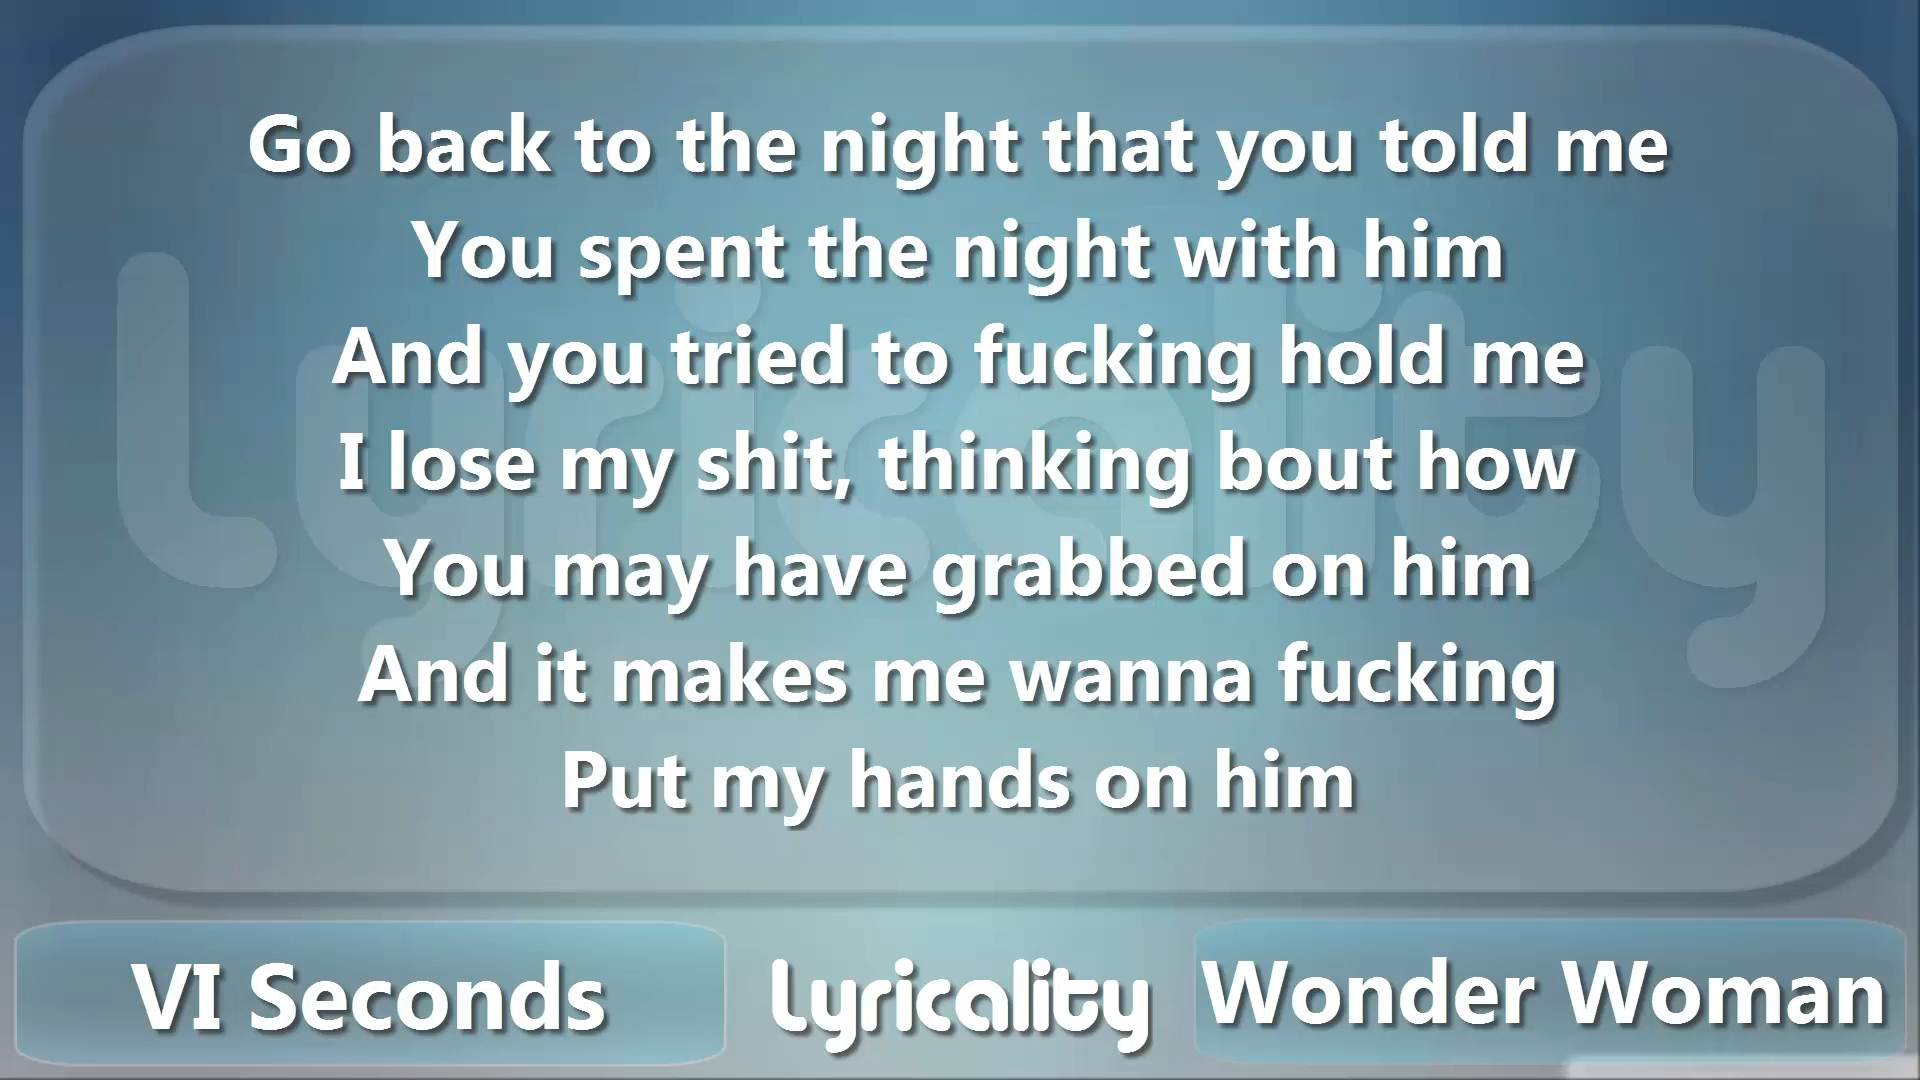 Go back to the night that you told me
You spent the night with him
And you tried to fucking hold me
I lose my shit, thinking bout how
You may have grabbed on him
And it makes me wanna fucking
Put my hands on him
Lyricality
VI Seconds
Lyricality
Wonder Woman